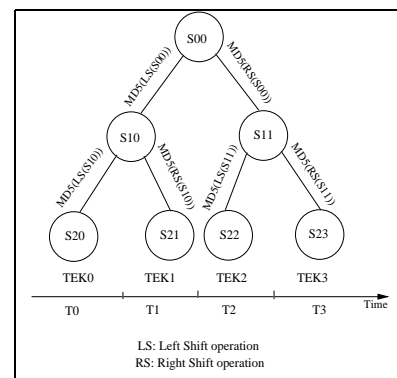 S00
MD5(LS(S00))
MD5(RS(S00))
S10
S11
MD5(LS(S10))
MD5(RS(S10))
MD5(LS(S11))
MD5(RS(S11))
S20
S21
S22
S23
TEK0 TEK1 TEK2 TEK3
Time
T0 T1 T2 T3
LS: Left Shift operation
RS: Right Shift operation